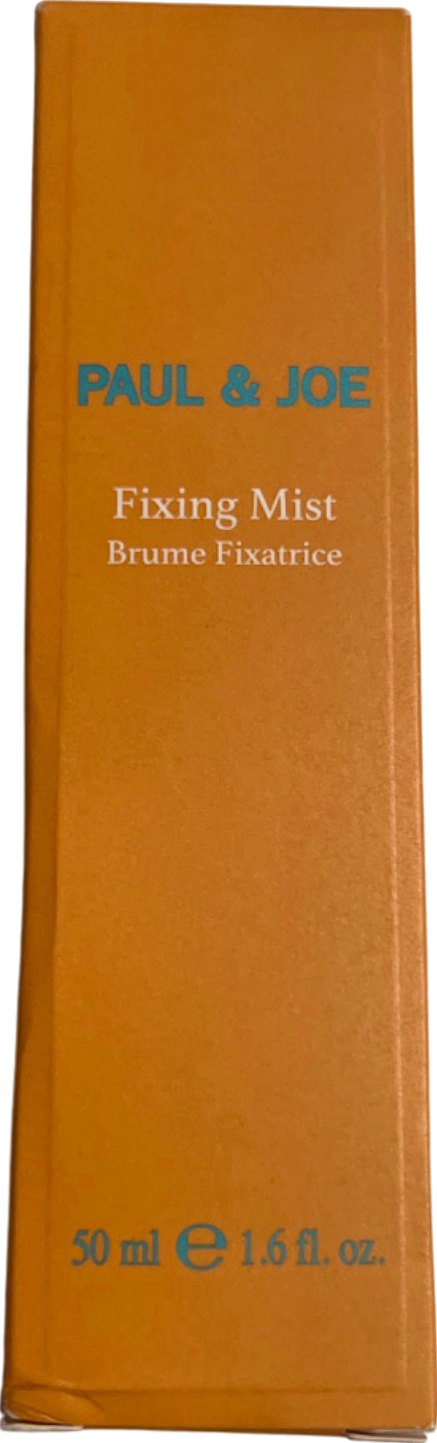 PAUL & JOE
Fixing Mist
Brume Fixatrice
50 ml ℮ 1.6 fl. oz.